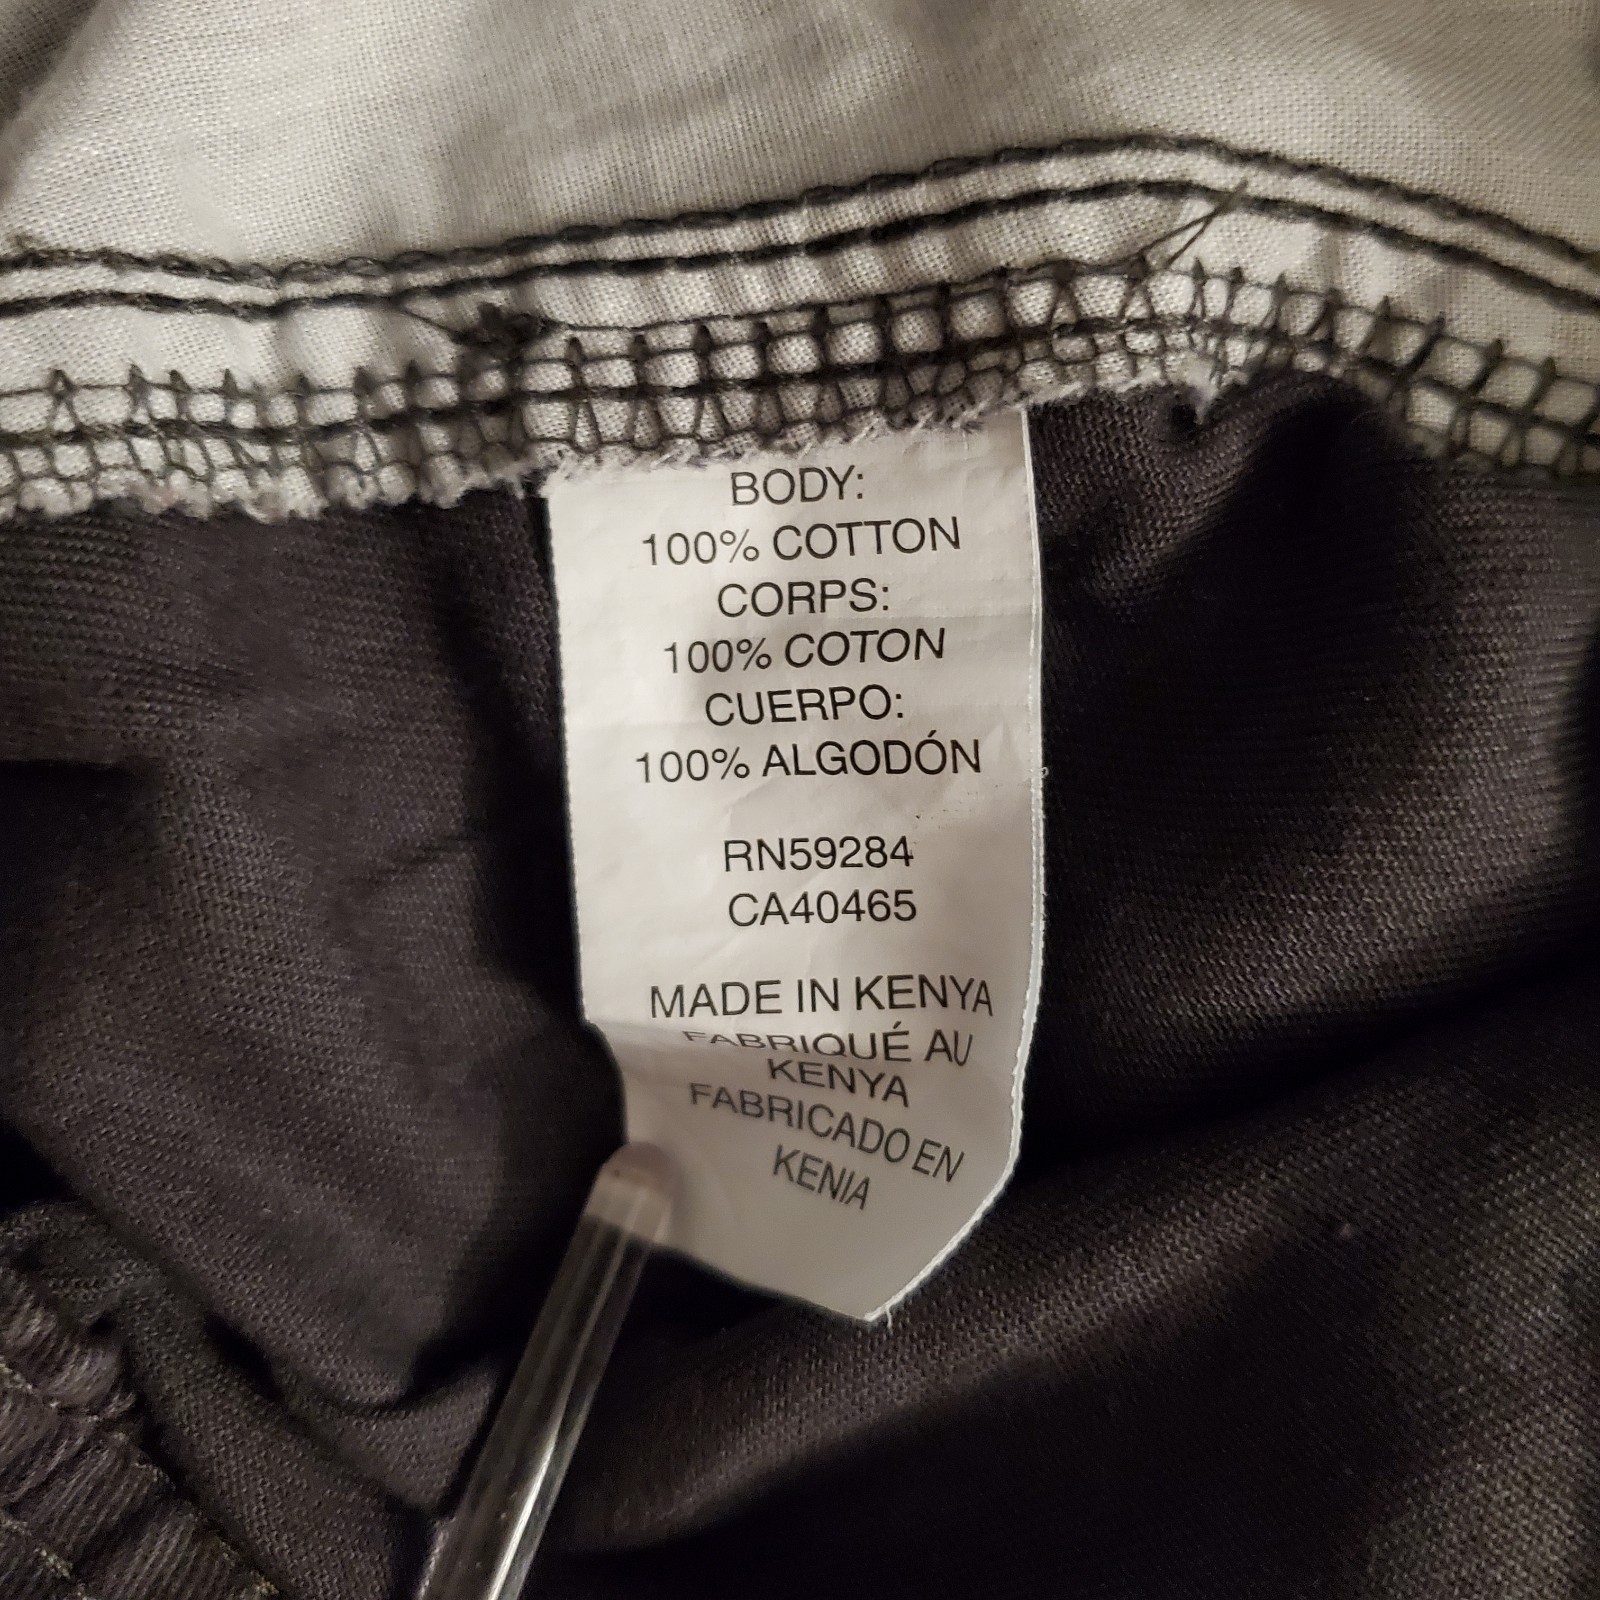 BODY:
100% COTTON
CORPS:
100% COTON
CUERPO:
100% ALGODÓN
RN59284
CA40465
MADE IN KENYA
FABRIQUÉ AU
KENYA
FABRICADO EN
KENIA